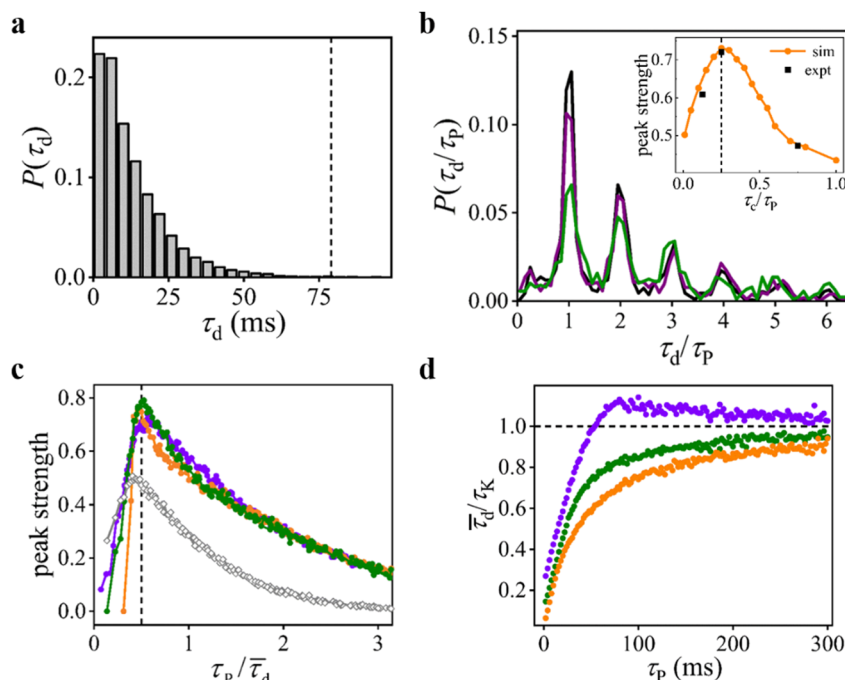 a
0.2
0.0
P(τd)
0 25 50 75
τd (ms)
b
0.15
0.10
0.05
0.00
P(τd/τP)
0 1 2 3 4 5 6
τd/τP
0.7
0.6
0.5
peak strength
sim
expt
0.0 0.5 1.0
τc/τP
c
0.8
0.6
0.4
0.2
0.0
peak strength
0 1 2 3
τP/τ̅d
d
1.0
0.8
0.6
0.4
0.2
τ̅d/τK
0 100 200 300
τP (ms)